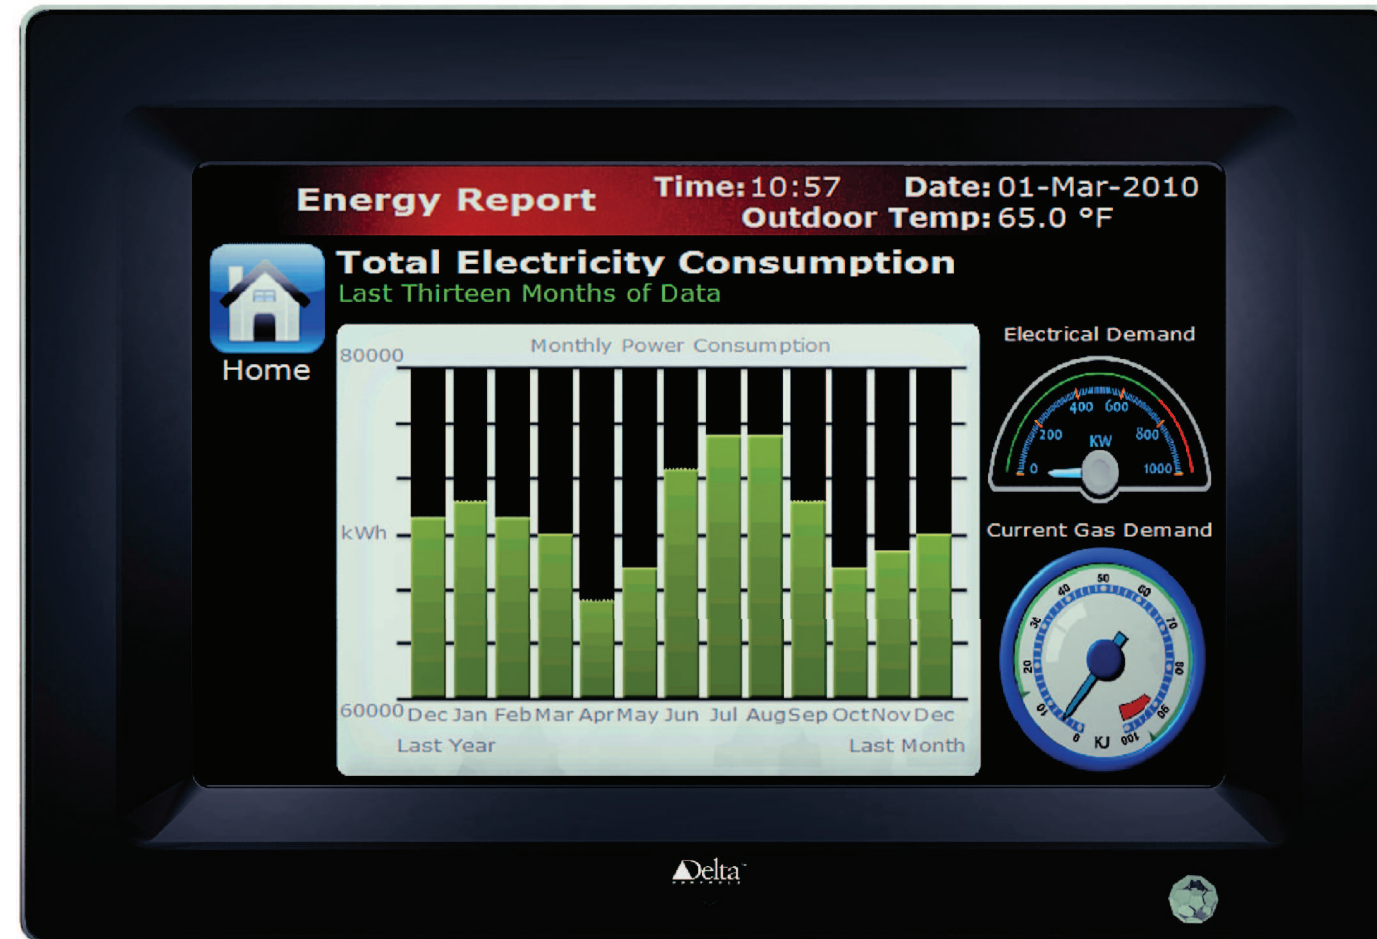 Energy Report
Time: 10:57 Date: 01-Mar-2010
Outdoor Temp: 65.0 °F
Home
Total Electricity Consumption
Last Thirteen Months of Data
Monthly Power Consumption
80000
kWh
60000
Dec Jan Feb Mar Apr May Jun Jul Aug Sep Oct Nov Dec
Last Year Last Month
Electrical Demand
0 200 400 600 800 1000
KW
Current Gas Demand
0 10 20 30 40 50 60 70 80 90 100
KJ
Delta™
CONTROLS